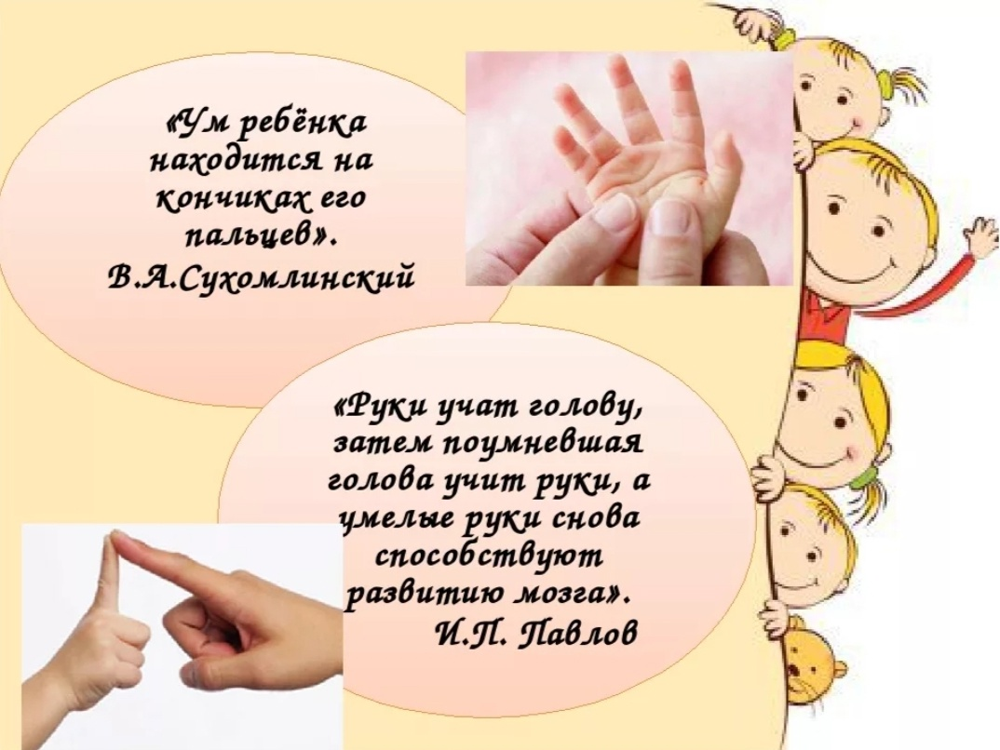 «Ум ребёнка
находится на
кончиках его
пальцев».
В.А.Сухомлинский
«Руки учат голову,
затем поумневшая
голова учит руки, а
умелые руки снова
способствуют
развитию мозга».
И.П. Павлов